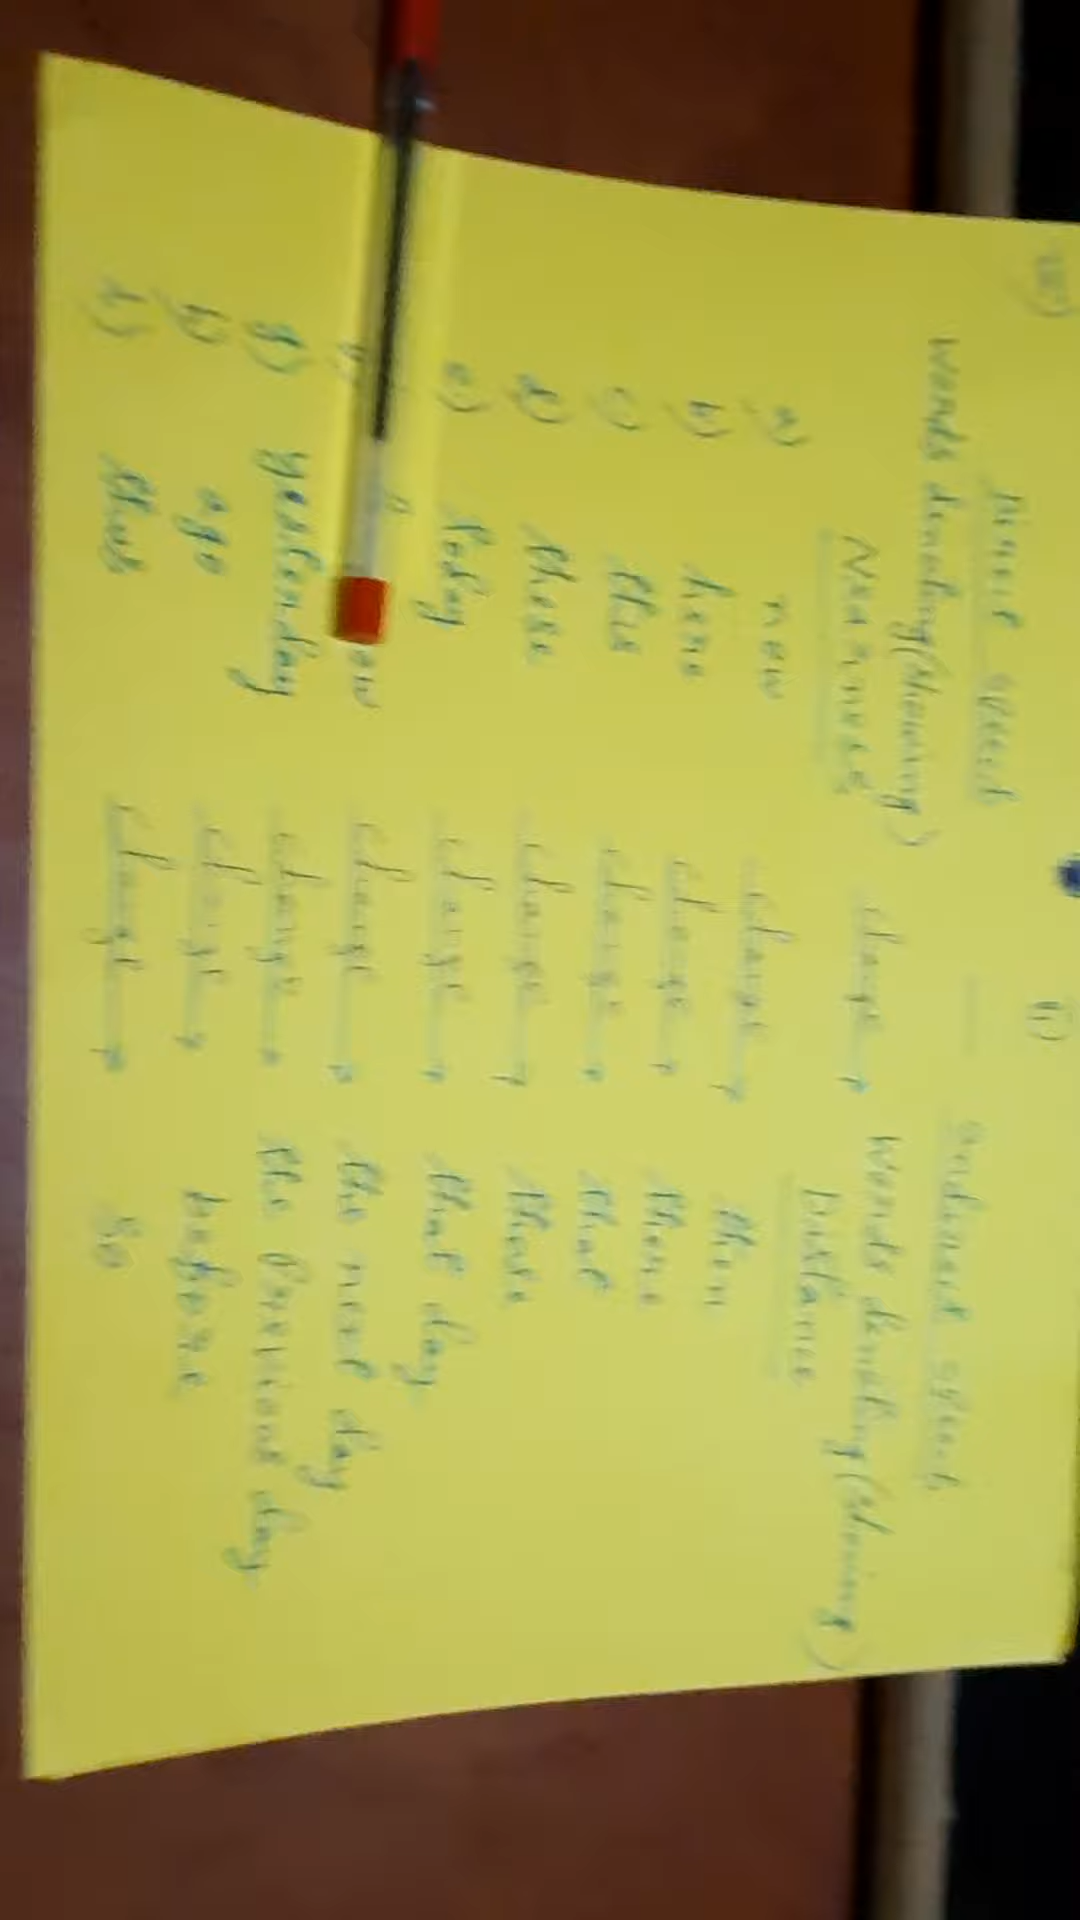 Direct speech — Indirect speech
words denoting (showing) Nearness change → words denoting (showing) Distance
a) now change → then
b) here change → there
c) this change → that
d) these change → those
e) today change → that day
change → the next day
g) yesterday change → the previous day
h) ago change → before
i) thus change → so